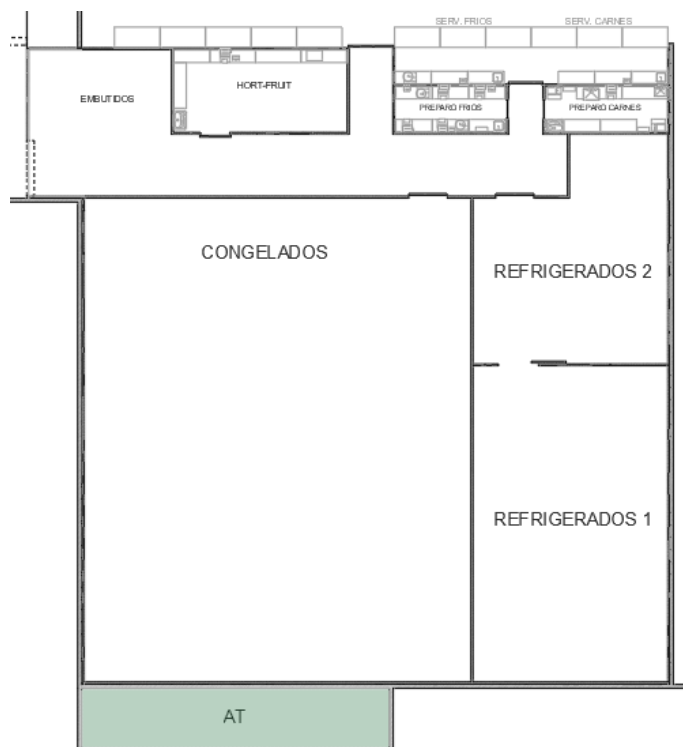 SERV. FRIOS
SERV. CARNES
EMBUTIDOS
HORT-FRUIT
PREPARO FRIOS
PREPARO CARNES
CONGELADOS
REFRIGERADOS 2
REFRIGERADOS 1
AT